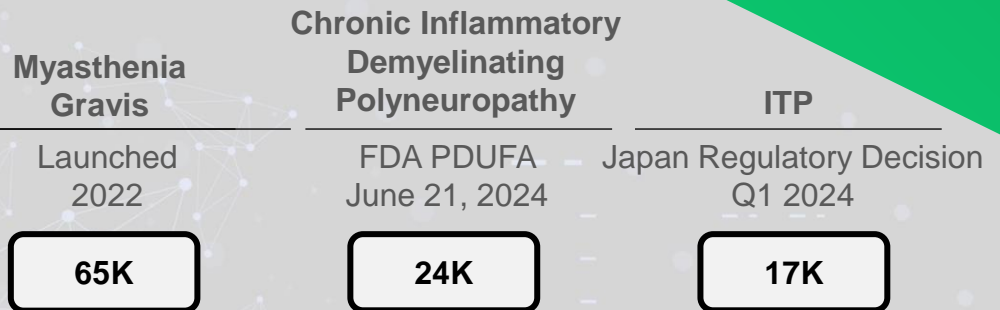 Myasthenia
Gravis
Launched
2022
65K
Chronic Inflammatory
Demyelinating
Polyneuropathy
FDA PDUFA
June 21, 2024
24K
ITP
Japan Regulatory Decision
Q1 2024
17K